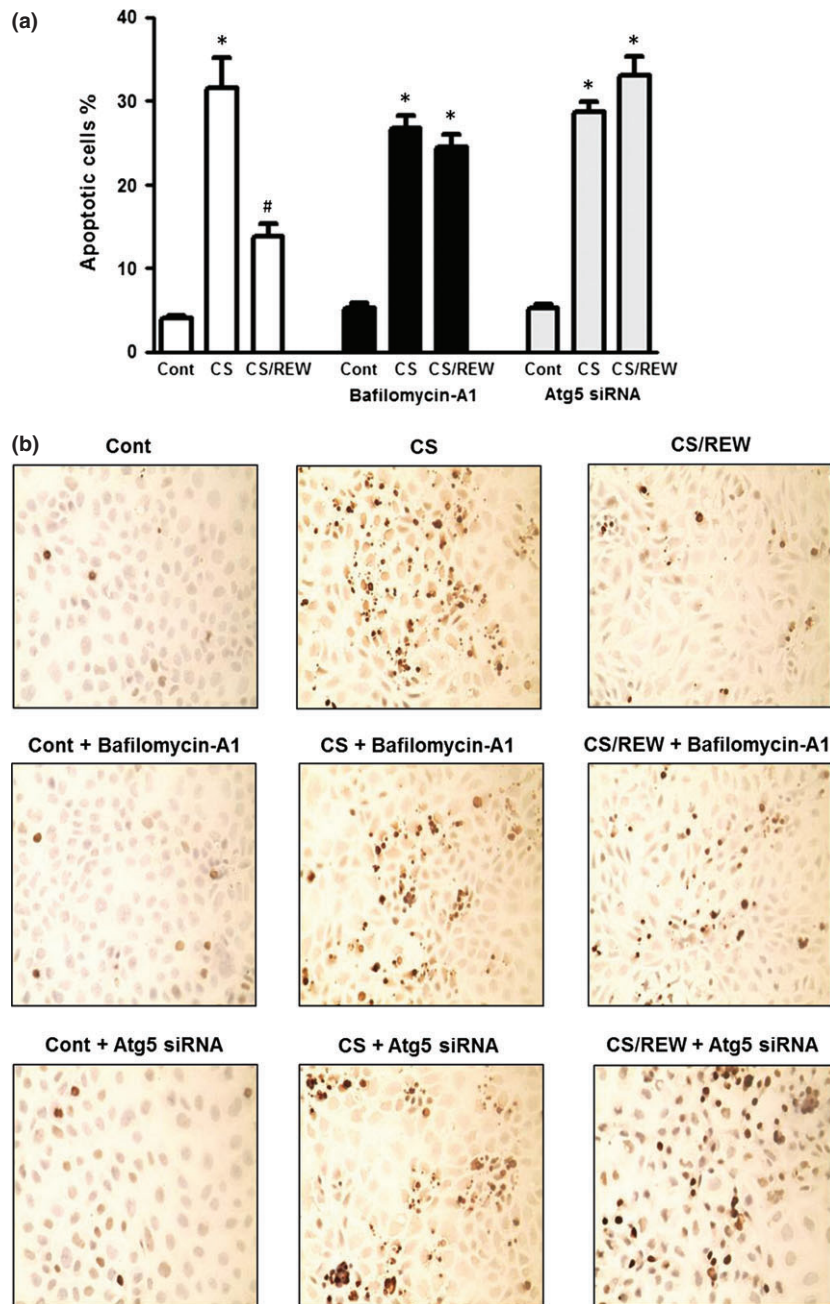 (a)
Apoptotic cells %
40
30
20
10
0
*
*
#
*
*
*
*
Cont CS CS/REW Cont CS CS/REW Cont CS CS/REW
Bafilomycin-A1 Atg5 siRNA
(b)
Cont CS CS/REW
Cont + Bafilomycin-A1 CS + Bafilomycin-A1 CS/REW + Bafilomycin-A1
Cont + Atg5 siRNA CS + Atg5 siRNA CS/REW + Atg5 siRNA